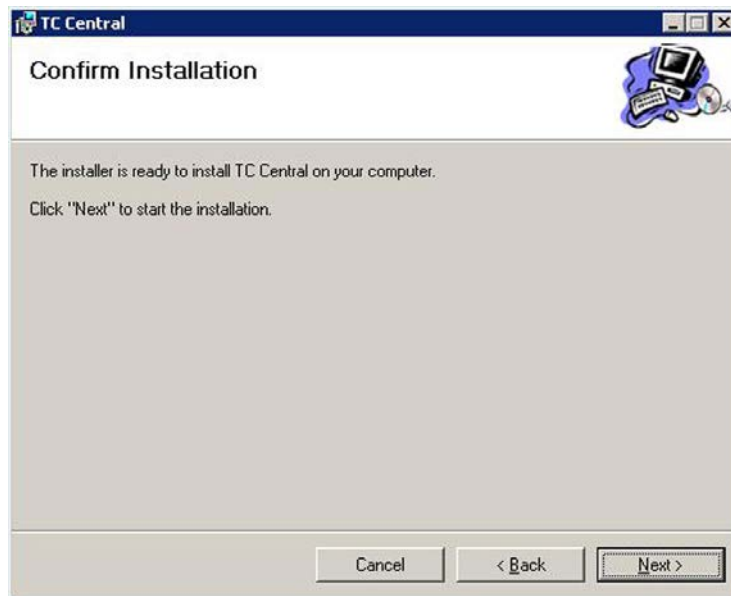 TC Central
Confirm Installation
The installer is ready to install TC Central on your computer.
Click "Next" to start the installation.
Cancel
< Back
Next >